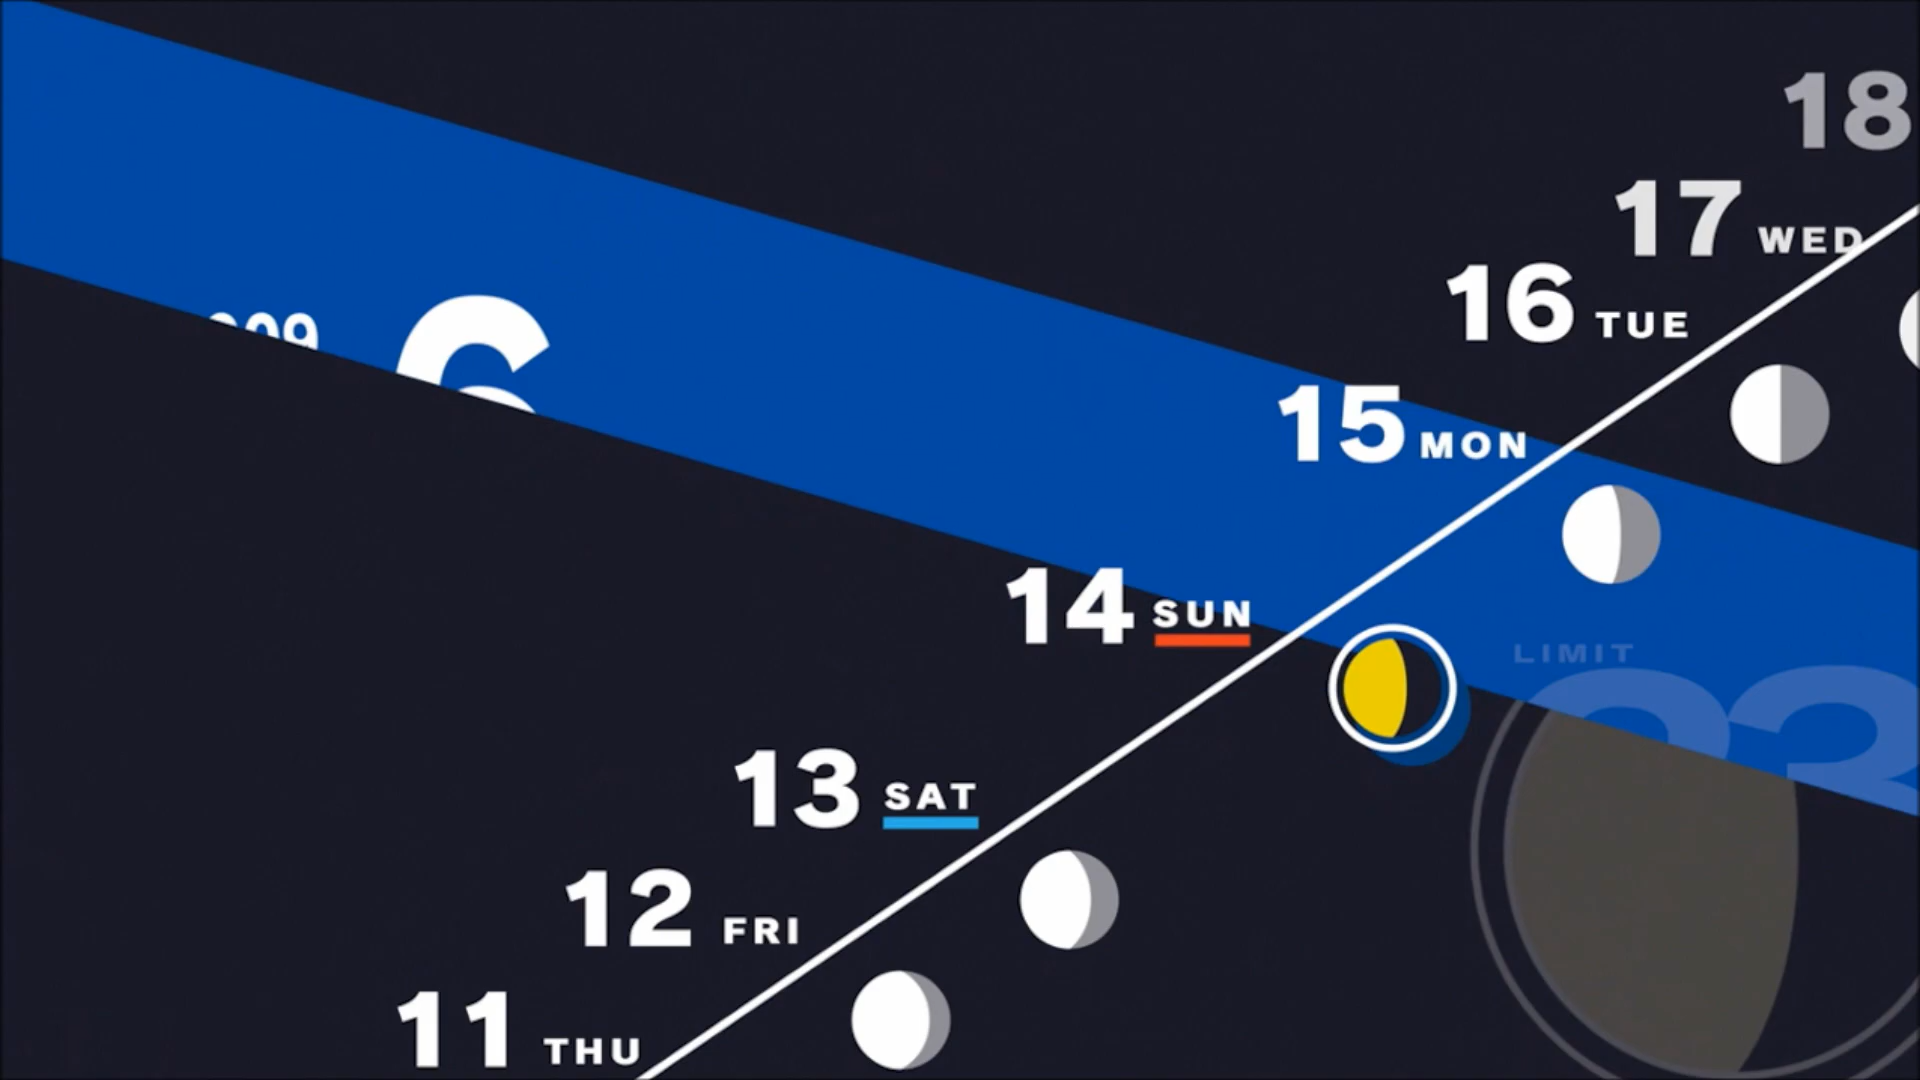 18
17 WED
16 TUE
15 MON
14 SUN
13 SAT
12 FRI
11 THU
6
LIMIT